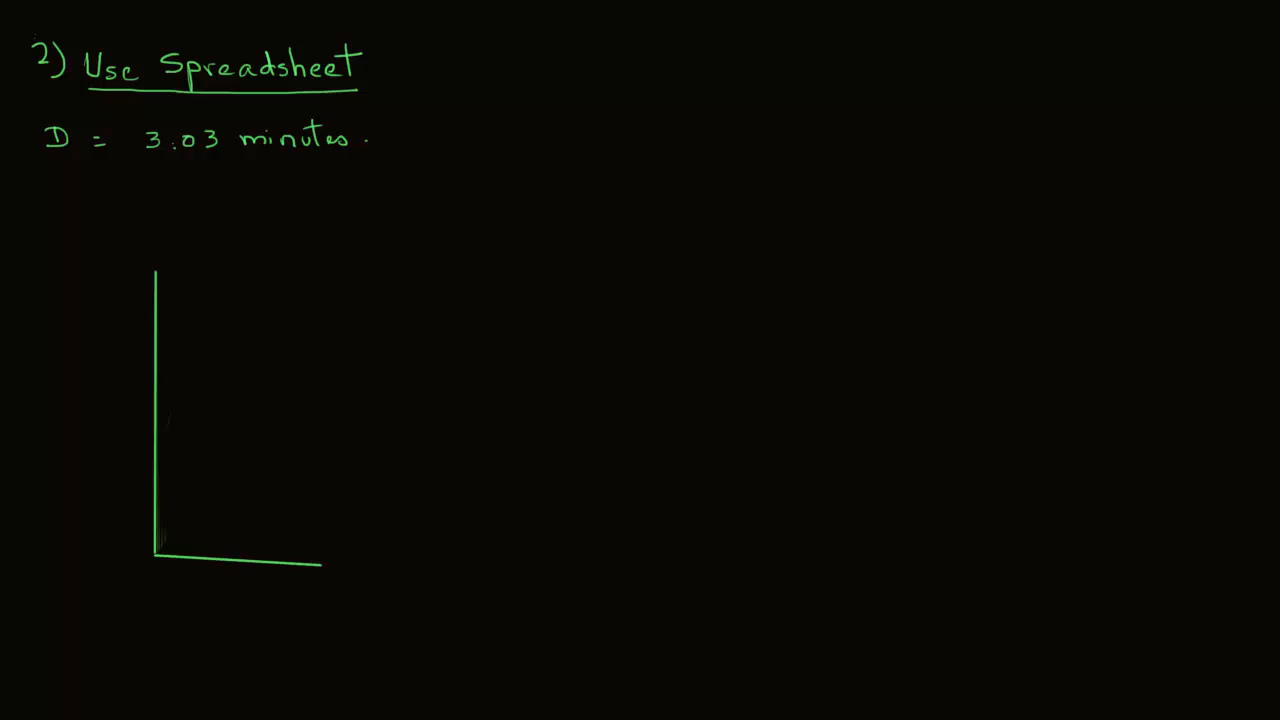 2) Use Spreadsheet
D = 3.03 minutes.